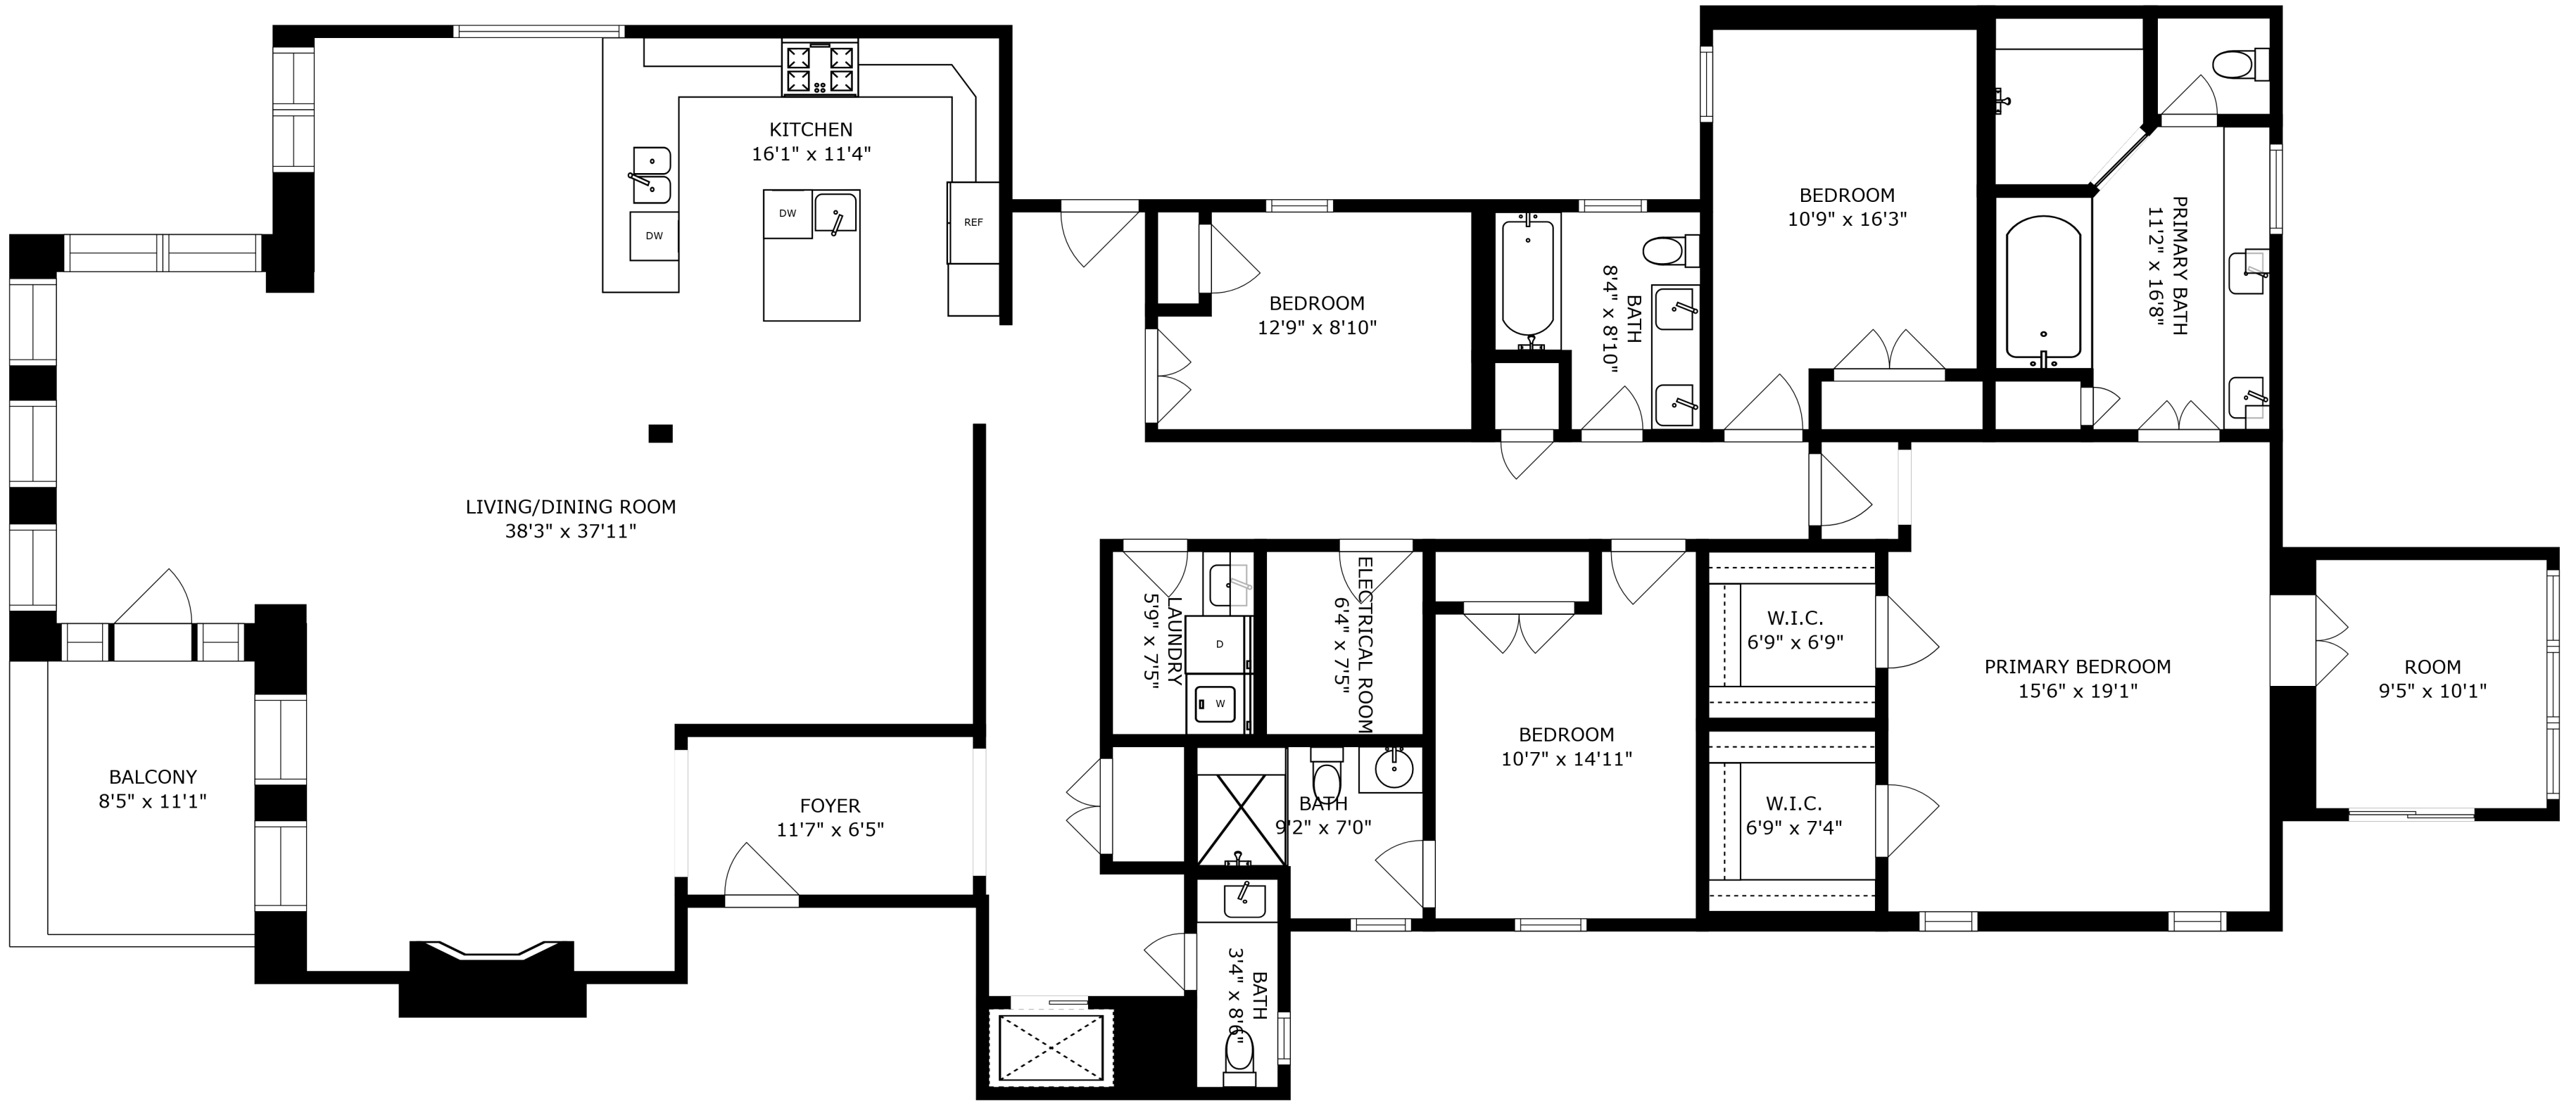 KITCHEN
16'1" x 11'4"
DW
DW
REF
BEDROOM
12'9" x 8'10"
BATH
8'4" x 8'10"
BEDROOM
10'9" x 16'3"
PRIMARY BATH
11'2" x 16'8"
LIVING/DINING ROOM
38'3" x 37'11"
LAUNDRY
5'9" x 7'5"
D
W
ELECTRICAL ROOM
6'4" x 7'5"
BEDROOM
10'7" x 14'11"
W.I.C.
6'9" x 6'9"
W.I.C.
6'9" x 7'4"
PRIMARY BEDROOM
15'6" x 19'1"
ROOM
9'5" x 10'1"
BALCONY
8'5" x 11'1"
FOYER
11'7" x 6'5"
BATH
9'2" x 7'0"
BATH
3'4" x 8'6"